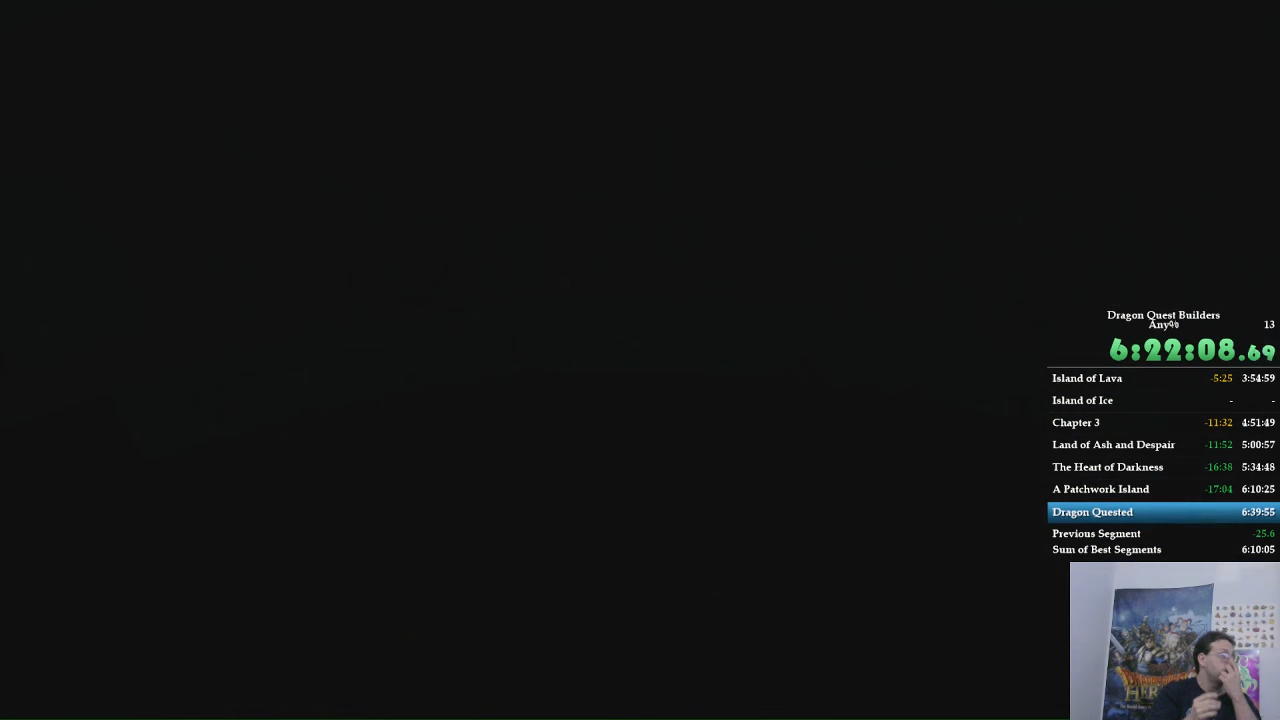 Dragon Quest Builders
Any% 13
6:22:08.69
Island of Lava -5:25 3:54:59
Island of Ice - -
Chapter 3 -11:32 4:51:49
Land of Ash and Despair -11:52 5:00:57
The Heart of Darkness -16:38 5:34:48
A Patchwork Island -17:04 6:10:25
Dragon Quested 6:39:55
Previous Segment -25.6
Sum of Best Segments 6:10:05